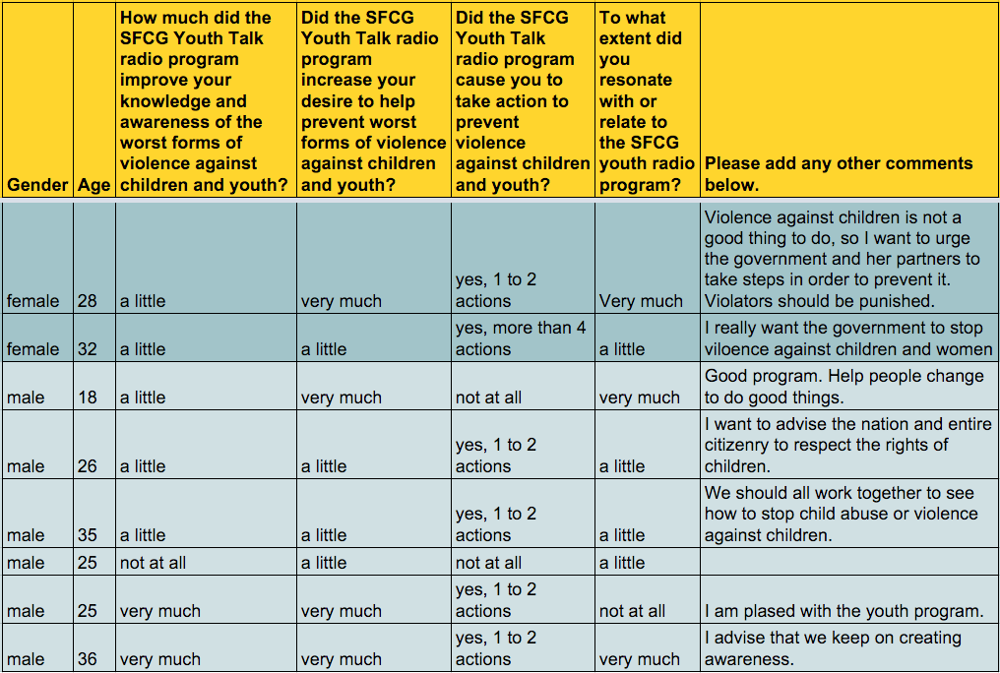 Gender
Age
How much did the
SFCG Youth Talk
radio program
improve your
knowledge and
awareness of the
worst forms of
violence against
children and youth?
Did the SFCG
Youth Talk radio
program
increase your
desire to help
prevent worst
forms of violence
against children
and youth?
Did the SFCG
Youth Talk
radio program
cause you to
take action to
prevent
violence
against children
and youth?
To what
extent did
you
resonate
with or
relate to
the SFCG
youth radio
program?
Please add any other comments
below.
female
28
a little
very much
yes, 1 to 2
actions
Very much
Violence against children is not a
good thing to do, so I want to urge
the government and her partners to
take steps in order to prevent it.
Violators should be punished.
female
32
a little
a little
yes, more than 4
actions
a little
I really want the government to stop
viloence against children and women
male
18
a little
very much
not at all
very much
Good program. Help people change
to do good things.
male
26
a little
a little
yes, 1 to 2
actions
a little
I want to advise the nation and entire
citizenry to respect the rights of
children.
male
35
a little
a little
yes, 1 to 2
actions
a little
We should all work together to see
how to stop child abuse or violence
against children.
male
25
not at all
a little
not at all
a little
male
25
very much
very much
yes, 1 to 2
actions
not at all
I am plased with the youth program.
male
36
very much
very much
yes, 1 to 2
actions
very much
I advise that we keep on creating
awareness.